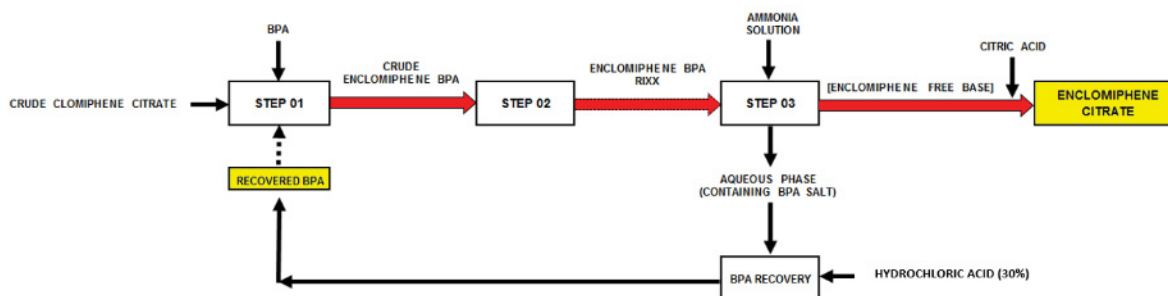 BPA
AMMONIA
SOLUTION
CITRIC ACID
CRUDE
ENCLOMIPHENE BPA
ENCLOMIPHENE BPA
RIXX
CRUDE CLOMIPHENE CITRATE
STEP 01
STEP 02
STEP 03
[ENCLOMIPHENE FREE BASE]
ENCLOMIPHENE
CITRATE
RECOVERED BPA
AQUEOUS PHASE
(CONTAINING BPA SALT)
BPA RECOVERY
HYDROCHLORIC ACID (30%)